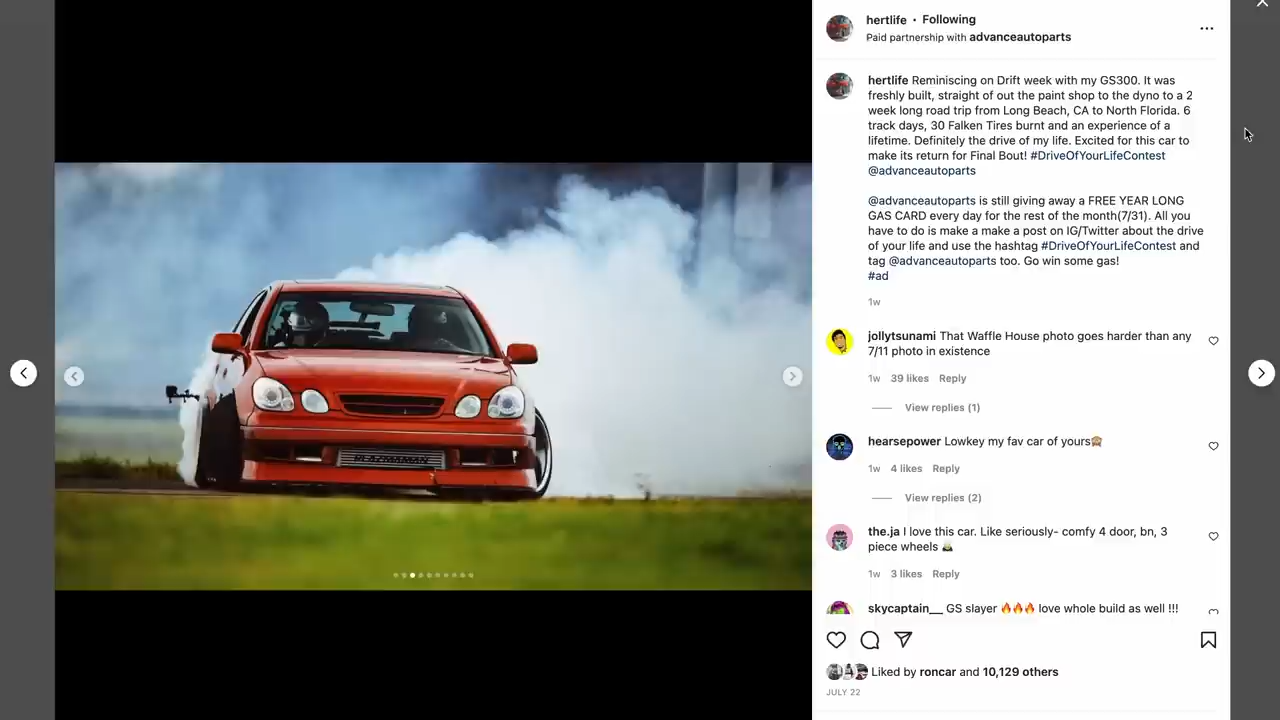 hertlife • Following
Paid partnership with advanceautoparts
hertlife Reminiscing on Drift week with my GS300. It was
freshly built, straight of out the paint shop to the dyno to a 2
week long road trip from Long Beach, CA to North Florida. 6
track days, 30 Falken Tires burnt and an experience of a
lifetime. Definitely the drive of my life. Excited for this car to
make its return for Final Bout! #DriveOfYourLifeContest
@advanceautoparts
@advanceautoparts is still giving away a FREE YEAR LONG
GAS CARD every day for the rest of the month(7/31). All you
have to do is make a make a post on IG/Twitter about the drive
of your life and use the hashtag #DriveOfYourLifeContest and
tag @advanceautoparts too. Go win some gas!
#ad
1w
jollytsunami That Waffle House photo goes harder than any
7/11 photo in existence
1w 39 likes Reply
View replies (1)
hearsepower Lowkey my fav car of yours🙈
1w 4 likes Reply
View replies (2)
the.ja I love this car. Like seriously- comfy 4 door, bn, 3
piece wheels
1w 3 likes Reply
skycaptain__ GS slayer 🔥🔥🔥 love whole build as well !!!
Liked by roncar and 10,129 others
JULY 22